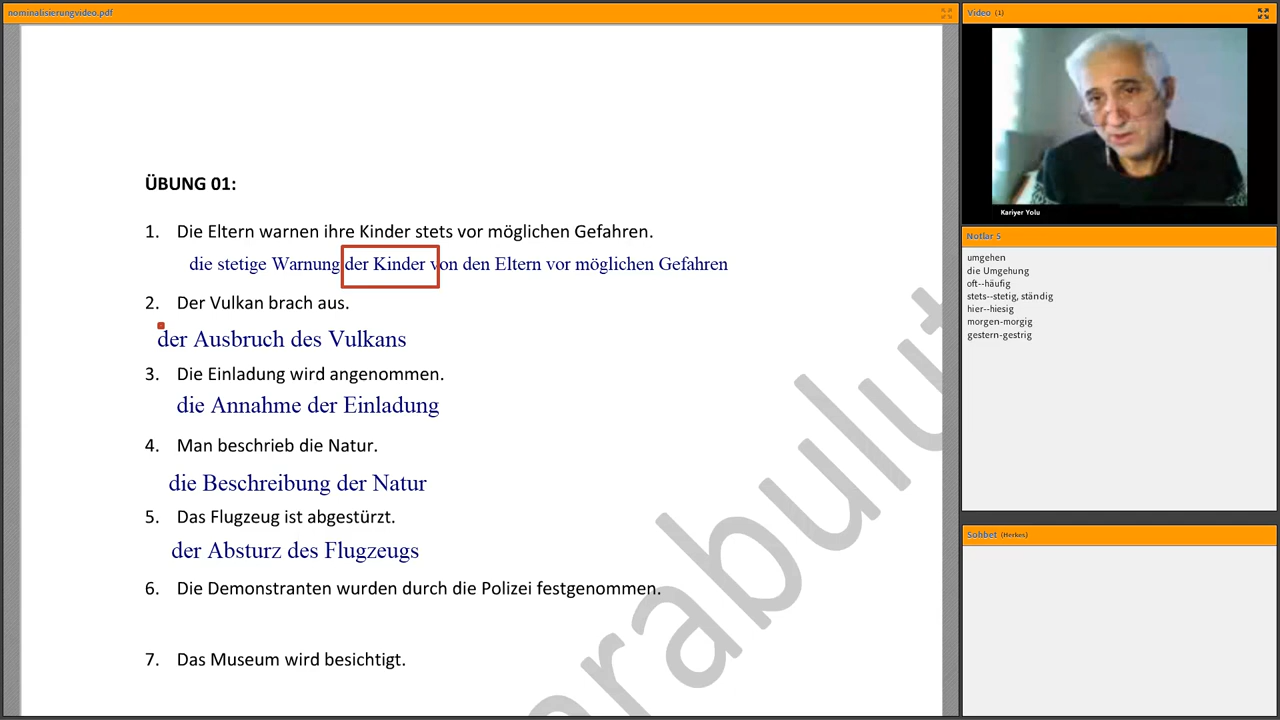 nominalisierungvideo.pdf
ÜBUNG 01:
1. Die Eltern warnen ihre Kinder stets vor möglichen Gefahren.
die stetige Warnung der Kinder von den Eltern vor möglichen Gefahren
2. Der Vulkan brach aus.
der Ausbruch des Vulkans
3. Die Einladung wird angenommen.
die Annahme der Einladung
4. Man beschrieb die Natur.
die Beschreibung der Natur
5. Das Flugzeug ist abgestürzt.
der Absturz des Flugzeugs
6. Die Demonstranten wurden durch die Polizei festgenommen.
7. Das Museum wird besichtigt.
Video (1)
Kariyer Yolu
Notlar 5
umgehen
die Umgehung
oft--häufig
stets--stetig, ständig
hier--hiesig
morgen-morgig
gestern-gestrig
Sohbet (Herkes)